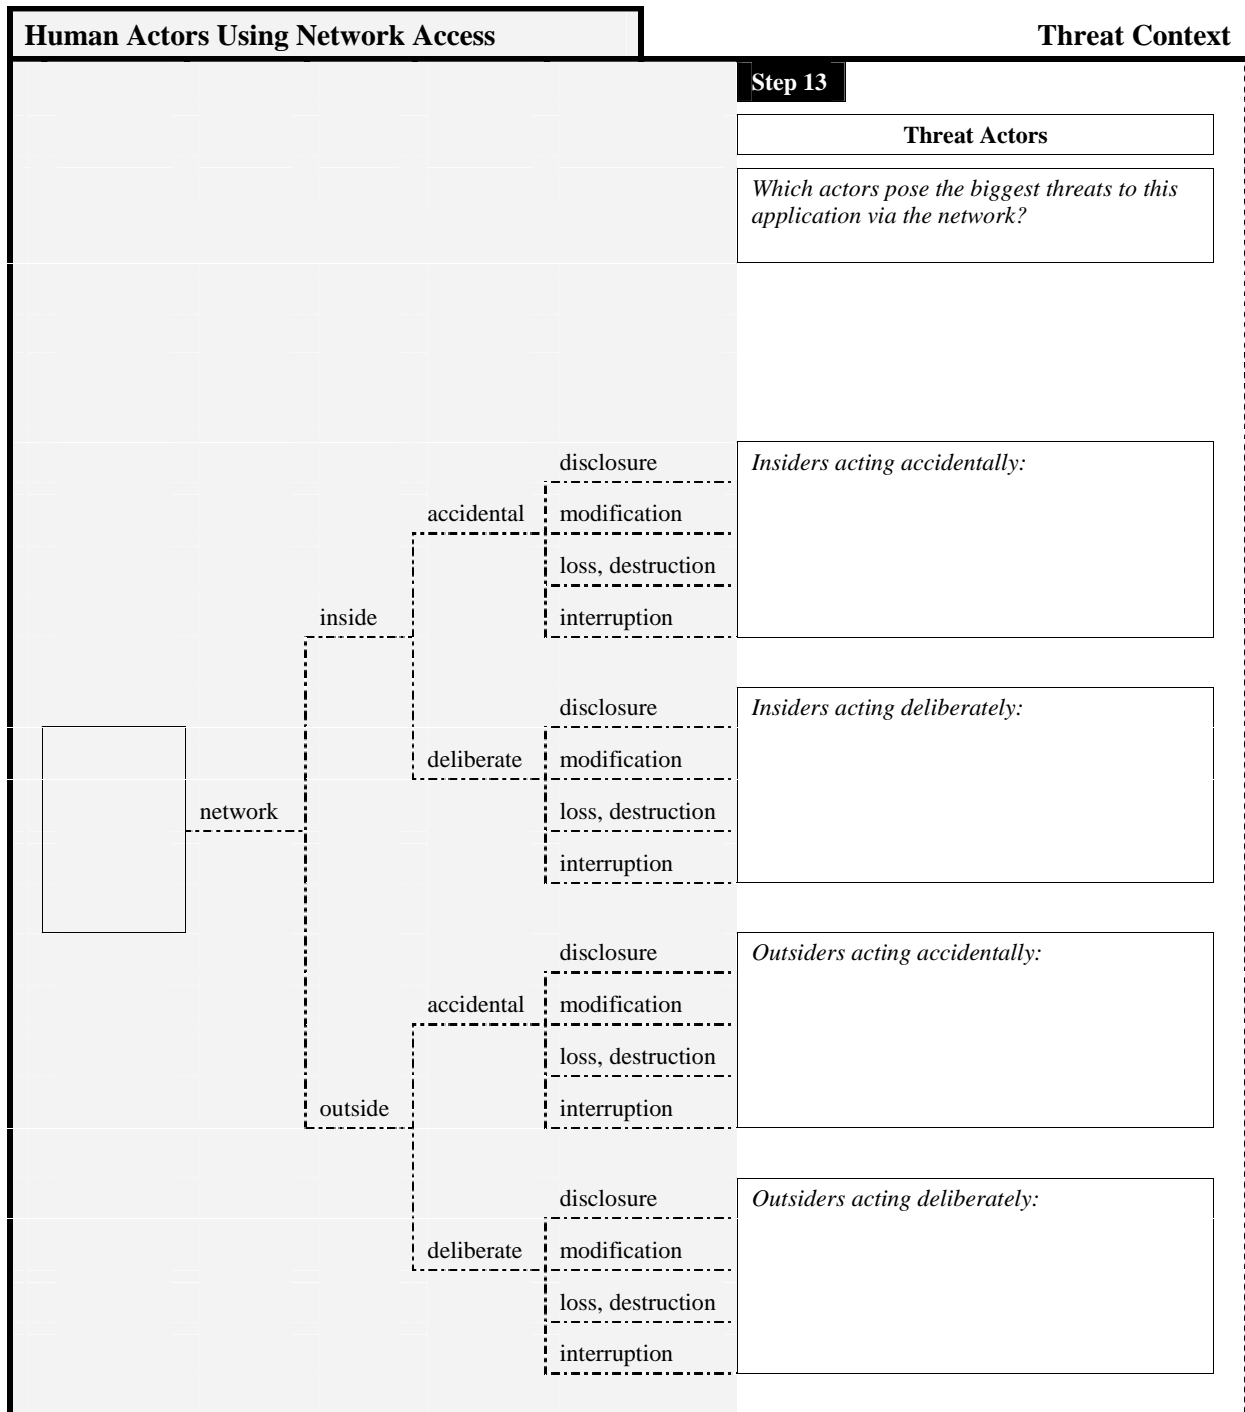 Human Actors Using Network Access
Threat Context
Step 13
Threat Actors
Which actors pose the biggest threats to this
application via the network?
disclosure
Insiders acting accidentally:
accidental
modification
loss, destruction
inside
interruption
disclosure
Insiders acting deliberately:
deliberate
modification
network
loss, destruction
interruption
disclosure
Outsiders acting accidentally:
accidental
modification
loss, destruction
outside
interruption
disclosure
Outsiders acting deliberately:
deliberate
modification
loss, destruction
interruption